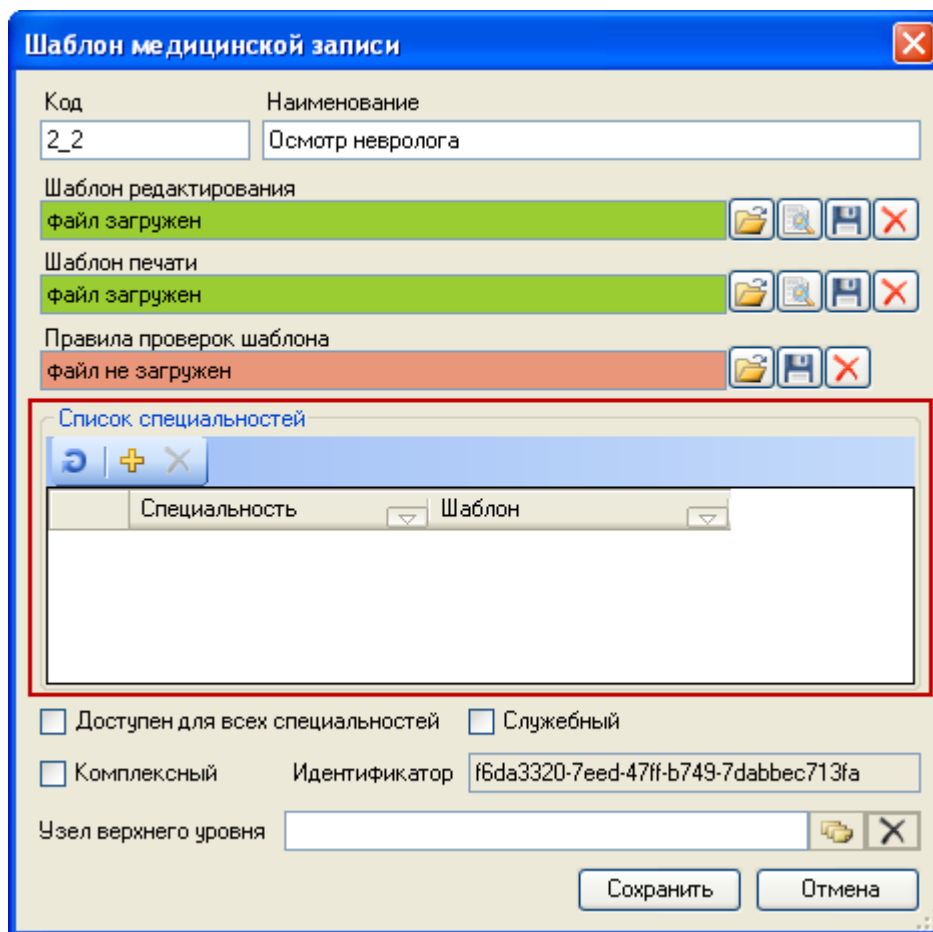 Шаблон медицинской записи
Код Наименование
2_2 Осмотр невролога
Шаблон редактирования
файл загружен
Шаблон печати
файл загружен
Правила проверок шаблона
файл не загружен
Список специальностей
Специальность Шаблон
Доступен для всех специальностей Служебный
Комплексный Идентификатор f6da3320-7eed-47ff-b749-7dabbec713fa
Узел верхнего уровня
Сохранить Отмена